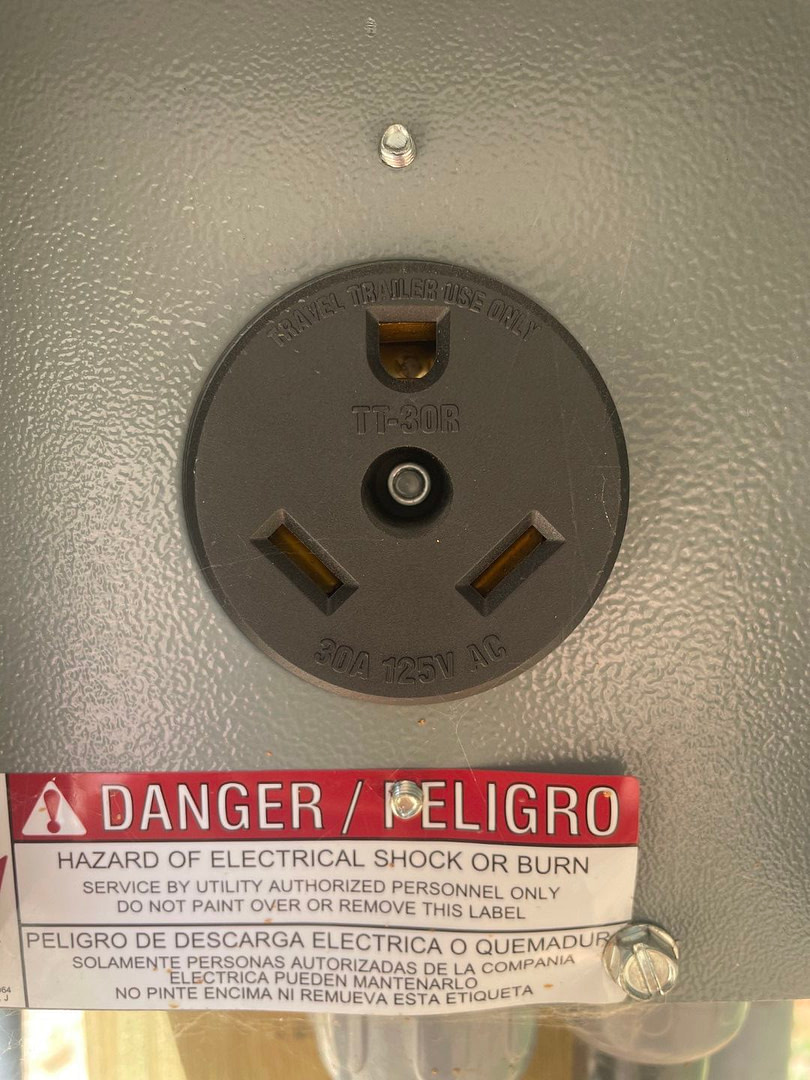 TRAVEL TRAILER USE ONLY
TT-30R
30A 125V AC
DANGER / PELIGRO
HAZARD OF ELECTRICAL SHOCK OR BURN
SERVICE BY UTILITY AUTHORIZED PERSONNEL ONLY
DO NOT PAINT OVER OR REMOVE THIS LABEL
PELIGRO DE DESCARGA ELECTRICA O QUEMADUR
SOLAMENTE PERSONAS AUTORIZADAS DE LA COMPANIA
ELECTRICA PUEDEN MANTENARLO
NO PINTE ENCIMA NI REMUEVA ESTA ETIQUETA